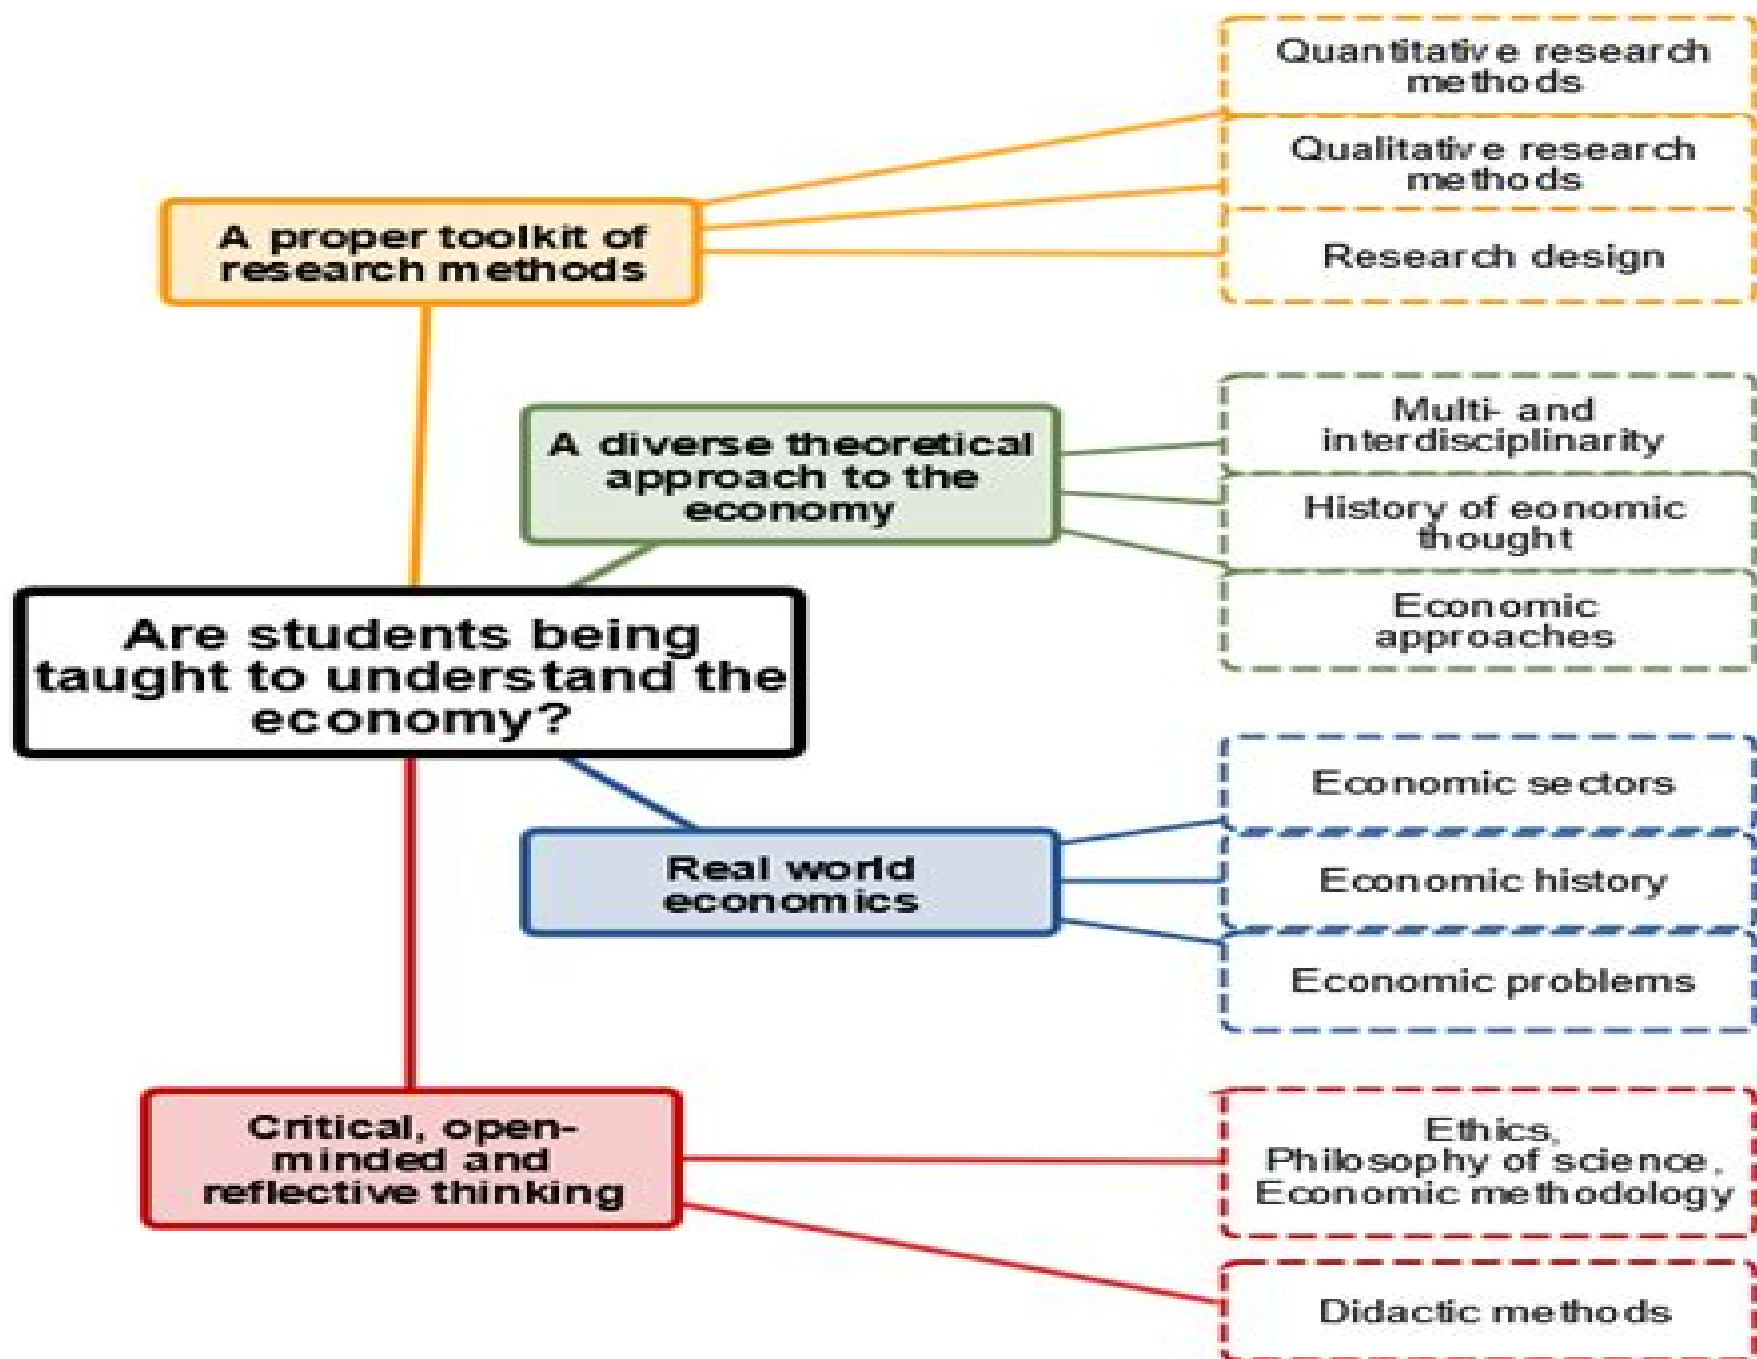 Quantitative research
methods
Qualitative research
methods
Research design
A proper toolkit of
research methods
Multi- and
interdisciplinarity
History of eonomic
thought
Economic
approaches
A diverse theoretical
approach to the
economy
Are students being
taught to understand the
economy?
Economic sectors
Economic history
Economic problems
Real world
economics
Critical, open-
minded and
reflective thinking
Ethics,
Philosophy of science,
Economic methodology
Didactic methods